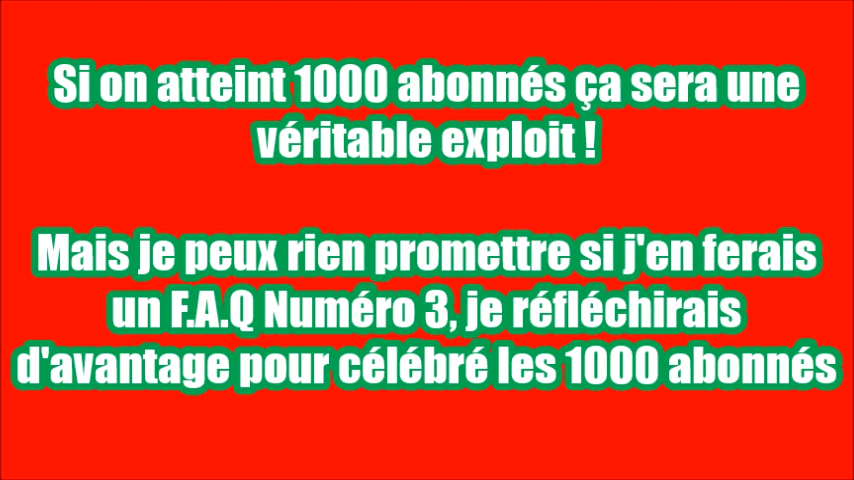 Si on atteint 1000 abonnés ça sera une
véritable exploit !
Mais je peux rien promettre si j'en ferais
un F.A.Q Numéro 3, je réfléchirais
d'avantage pour célébré les 1000 abonnés